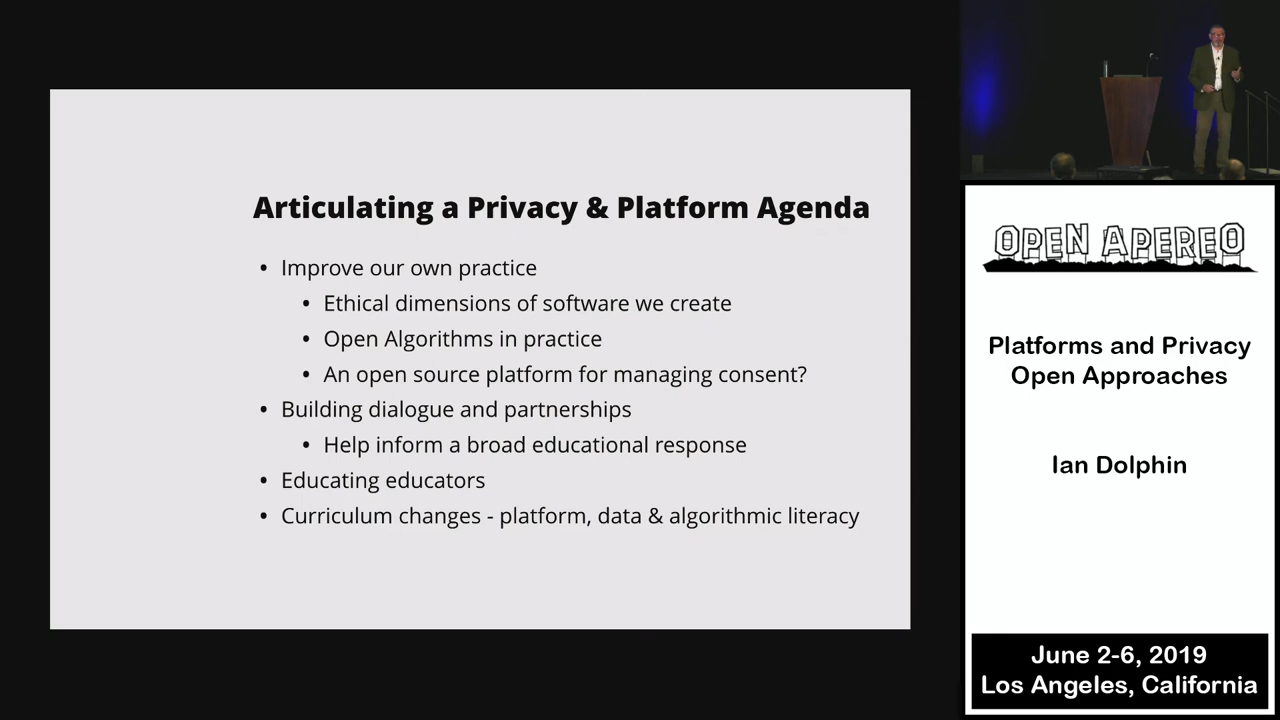 Articulating a Privacy & Platform Agenda
• Improve our own practice
• Ethical dimensions of software we create
• Open Algorithms in practice
• An open source platform for managing consent?
• Building dialogue and partnerships
• Help inform a broad educational response
• Educating educators
• Curriculum changes - platform, data & algorithmic literacy
OPEN APEREO
Platforms and Privacy
Open Approaches
Ian Dolphin
June 2-6, 2019
Los Angeles, California